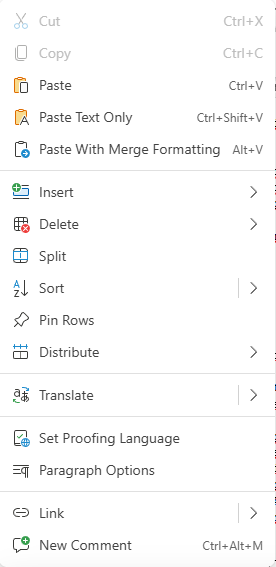 Cut Ctrl+X
Copy Ctrl+C
Paste Ctrl+V
Paste Text Only Ctrl+Shift+V
Paste With Merge Formatting Alt+V
Insert
Delete
Split
Sort
Pin Rows
Distribute
Translate
Set Proofing Language
Paragraph Options
Link
New Comment Ctrl+Alt+M